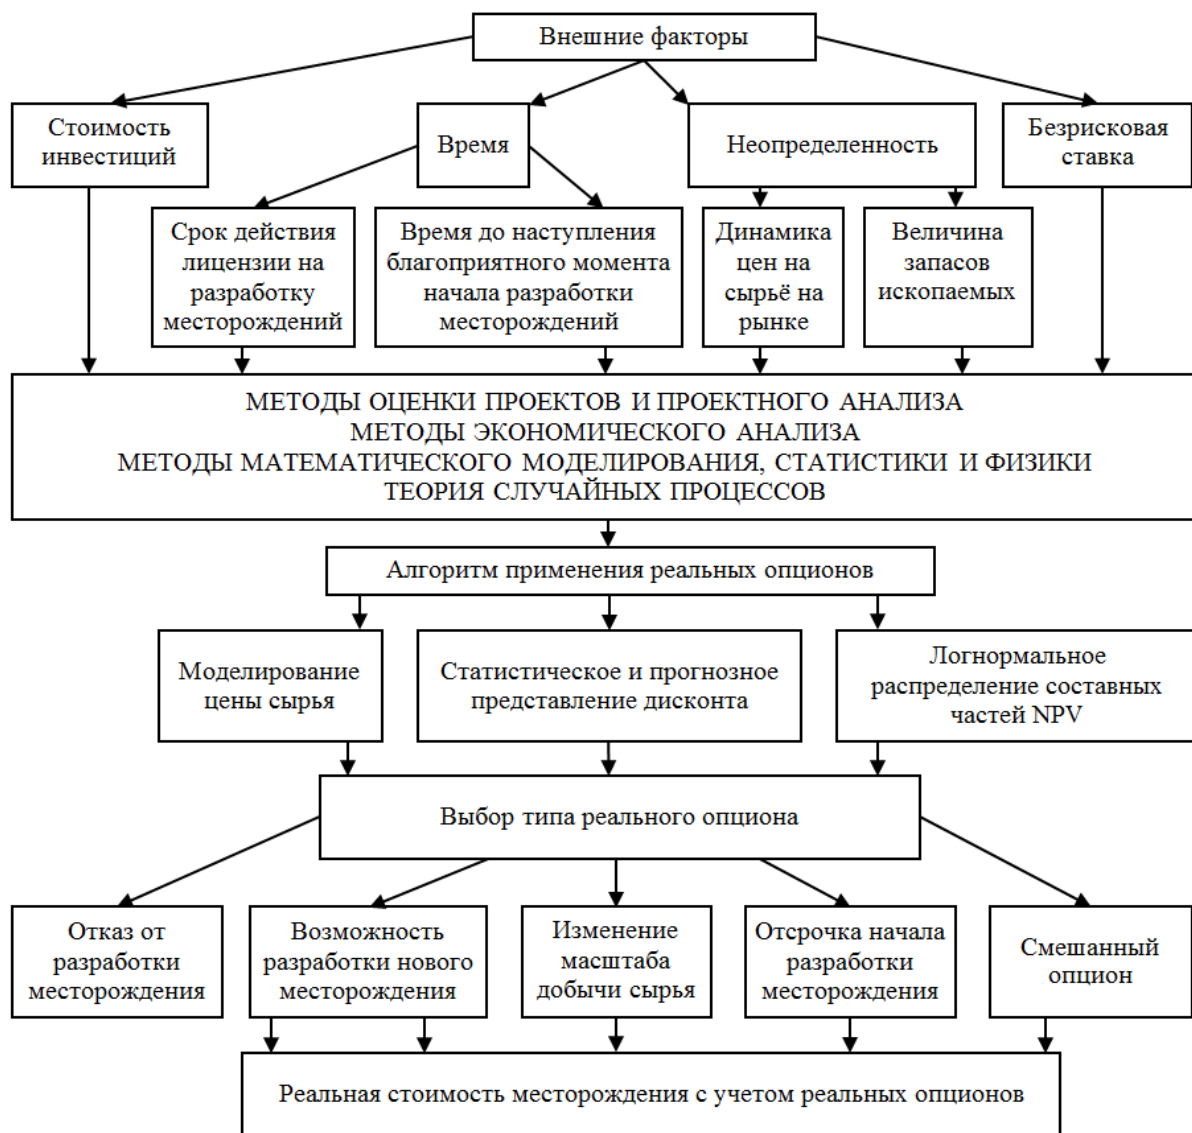 Внешние факторы
Стоимость
инвестиций
Время
Неопределенность
Безрисковая
ставка
Срок действия
лицензии на
разработку
месторождений
Время до наступления
благоприятного момента
начала разработки
месторождений
Динамика
цен на
сырьё на
рынке
Величина
запасов
ископаемых
МЕТОДЫ ОЦЕНКИ ПРОЕКТОВ И ПРОЕКТНОГО АНАЛИЗА
МЕТОДЫ ЭКОНОМИЧЕСКОГО АНАЛИЗА
МЕТОДЫ МАТЕМАТИЧЕСКОГО МОДЕЛИРОВАНИЯ, СТАТИСТИКИ И ФИЗИКИ
ТЕОРИЯ СЛУЧАЙНЫХ ПРОЦЕССОВ
Алгоритм применения реальных опционов
Моделирование
цены сырья
Статистическое и прогнозное
представление дисконта
Логнормальное
распределение составных
частей NPV
Выбор типа реального опциона
Отказ от
разработки
месторождения
Возможность
разработки нового
месторождения
Изменение
масштаба
добычи сырья
Отсрочка начала
разработки
месторождения
Смешанный
опцион
Реальная стоимость месторождения с учетом реальных опционов